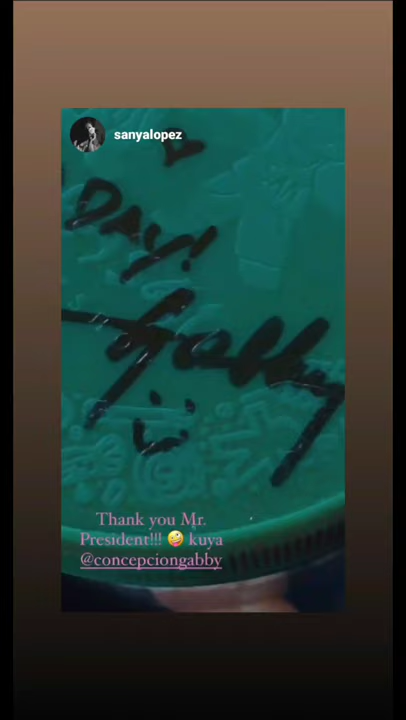 sanyalopez
DAY!
Gabby
Thank you Mr.
President!!! 🤪 kuya
@concepciongabby